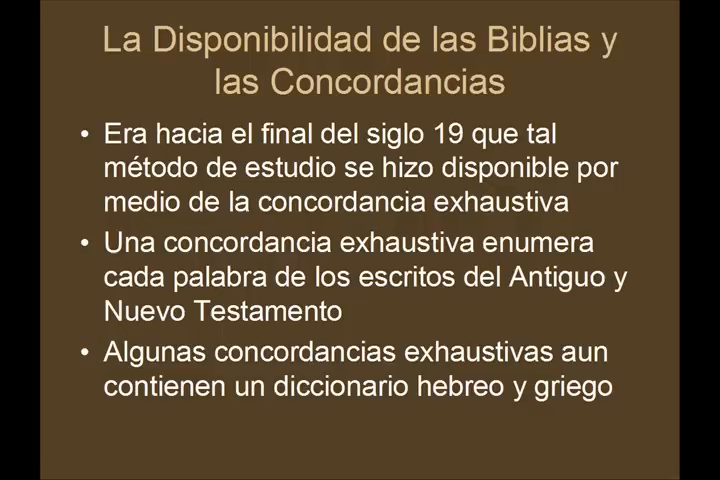 La Disponibilidad de las Biblias y
las Concordancias
• Era hacia el final del siglo 19 que tal
método de estudio se hizo disponible por
medio de la concordancia exhaustiva
• Una concordancia exhaustiva enumera
cada palabra de los escritos del Antiguo y
Nuevo Testamento
• Algunas concordancias exhaustivas aun
contienen un diccionario hebreo y griego